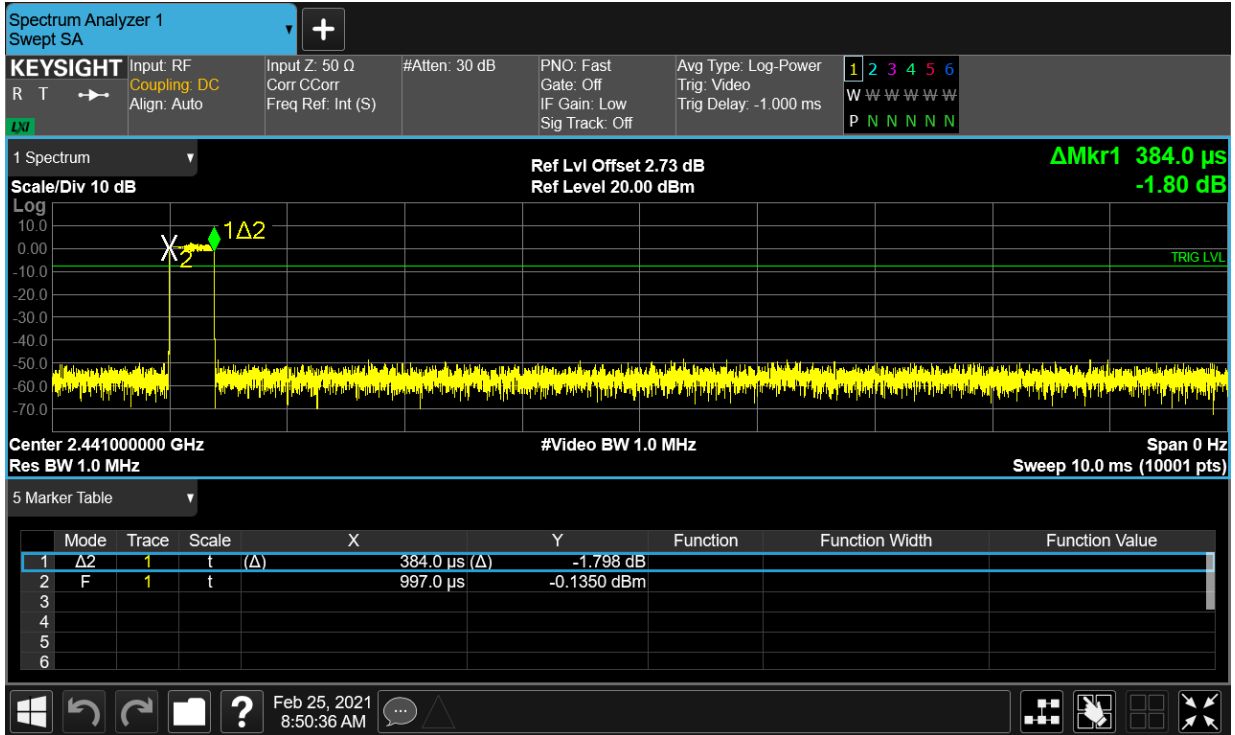 Spectrum Analyzer 1
Swept SA
KEYSIGHT
R T
LXI
Input: RF
Coupling: DC
Align: Auto
Input Z: 50 Ω
Corr CCorr
Freq Ref: Int (S)
#Atten: 30 dB
PNO: Fast
Gate: Off
IF Gain: Low
Sig Track: Off
Avg Type: Log-Power
Trig: Video
Trig Delay: -1.000 ms
1 2 3 4 5 6
W W W W W W
P N N N N N
1 Spectrum
Scale/Div 10 dB
Ref Lvl Offset 2.73 dB
Ref Level 20.00 dBm
ΔMkr1 384.0 µs
-1.80 dB
Log
10.0
0.00
-10.0
-20.0
-30.0
-40.0
-50.0
-60.0
-70.0
1Δ2
2
TRIG LVL
Center 2.441000000 GHz
#Video BW 1.0 MHz
Span 0 Hz
Res BW 1.0 MHz
Sweep 10.0 ms (10001 pts)
5 Marker Table
Mode Trace Scale X Y Function Function Width Function Value
1 Δ2 1 t (Δ) 384.0 µs (Δ) -1.798 dB
2 F 1 t 997.0 µs -0.1350 dBm
3
4
5
6
?
Feb 25, 2021
8:50:36 AM